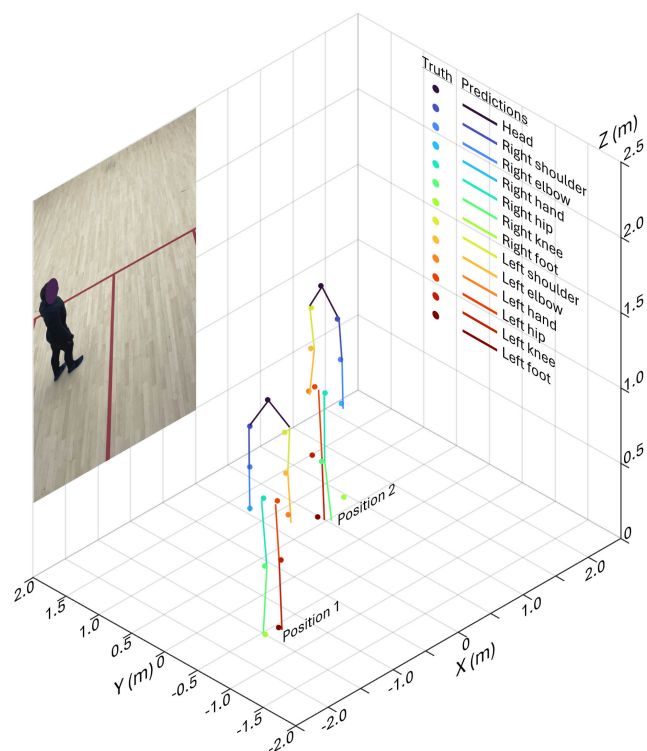 Truth Predictions
Head
Right shoulder
Right elbow
Right hand
Right hip
Right knee
Right foot
Left shoulder
Left elbow
Left hand
Left hip
Left knee
Left foot
Z (m)
2.5
2.0
1.5
1.0
0.5
0
Position 2
Position 1
2.0
1.5
1.0
0.5
0
-0.5
-1.0
-1.5
-2.0
Y (m)
-2.0
-1.0
0
1.0
2.0
X (m)